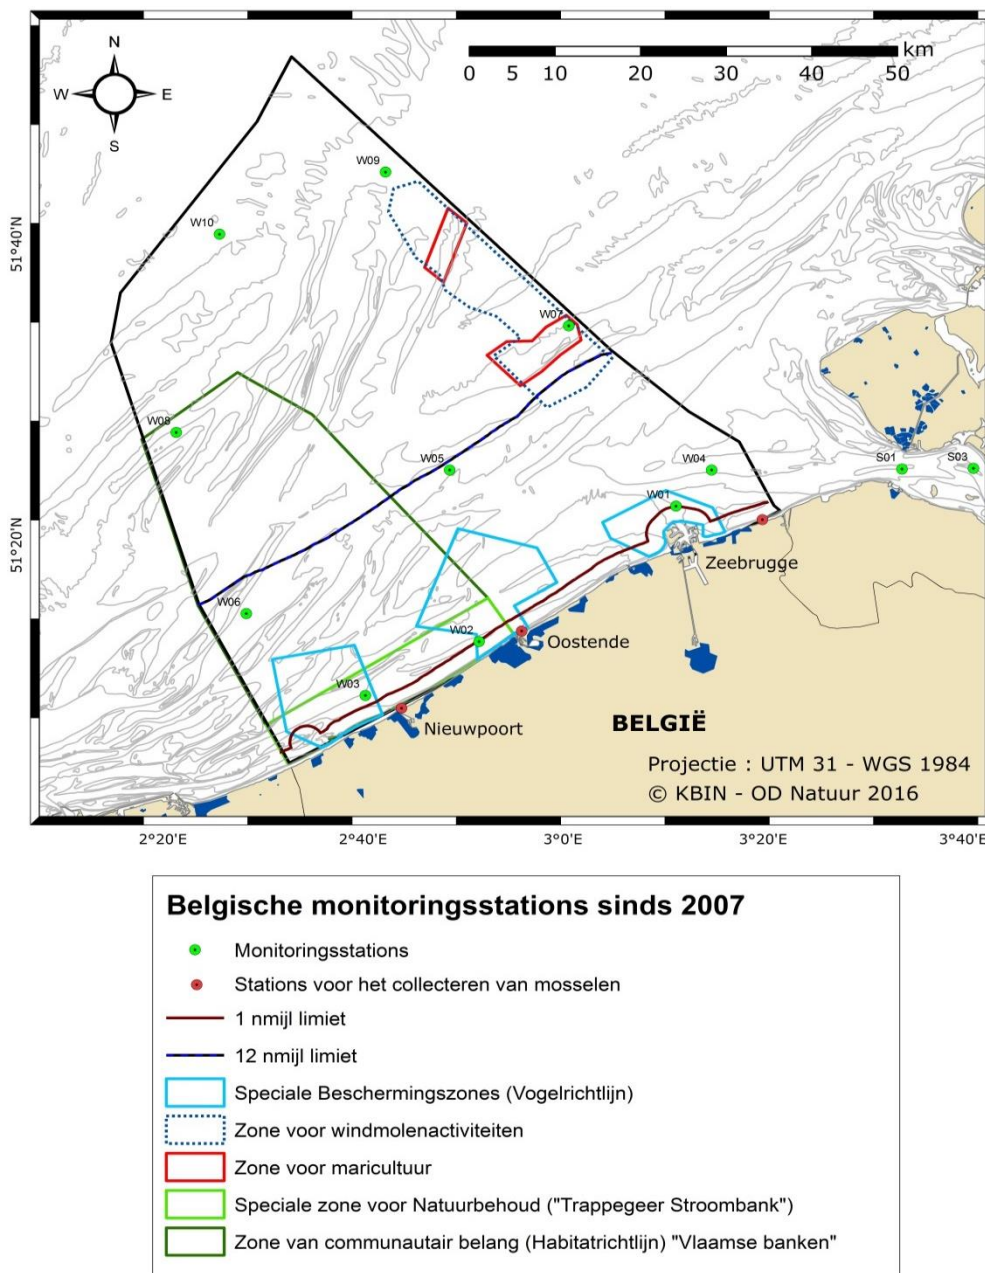 N
W E
S
km
0 5 10 20 30 40 50
W09
W10
51°40'N
W07
W08
W05
W04
S01
S03
W01
51°20'N
Zeebrugge
W06
W02
Oostende
W03
Nieuwpoort
BELGIË
Projectie : UTM 31 - WGS 1984
© KBIN - OD Natuur 2016
2°20'E 2°40'E 3°0'E 3°20'E 3°40'E
Belgische monitoringsstations sinds 2007
Monitoringsstations
Stations voor het collecteren van mosselen
1 nmijl limiet
12 nmijl limiet
Speciale Beschermingszones (Vogelrichtlijn)
Zone voor windmolenactiviteiten
Zone voor maricultuur
Speciale zone voor Natuurbehoud ("Trappegeer Stroombank")
Zone van communautair belang (Habitatrichtlijn) "Vlaamse banken"